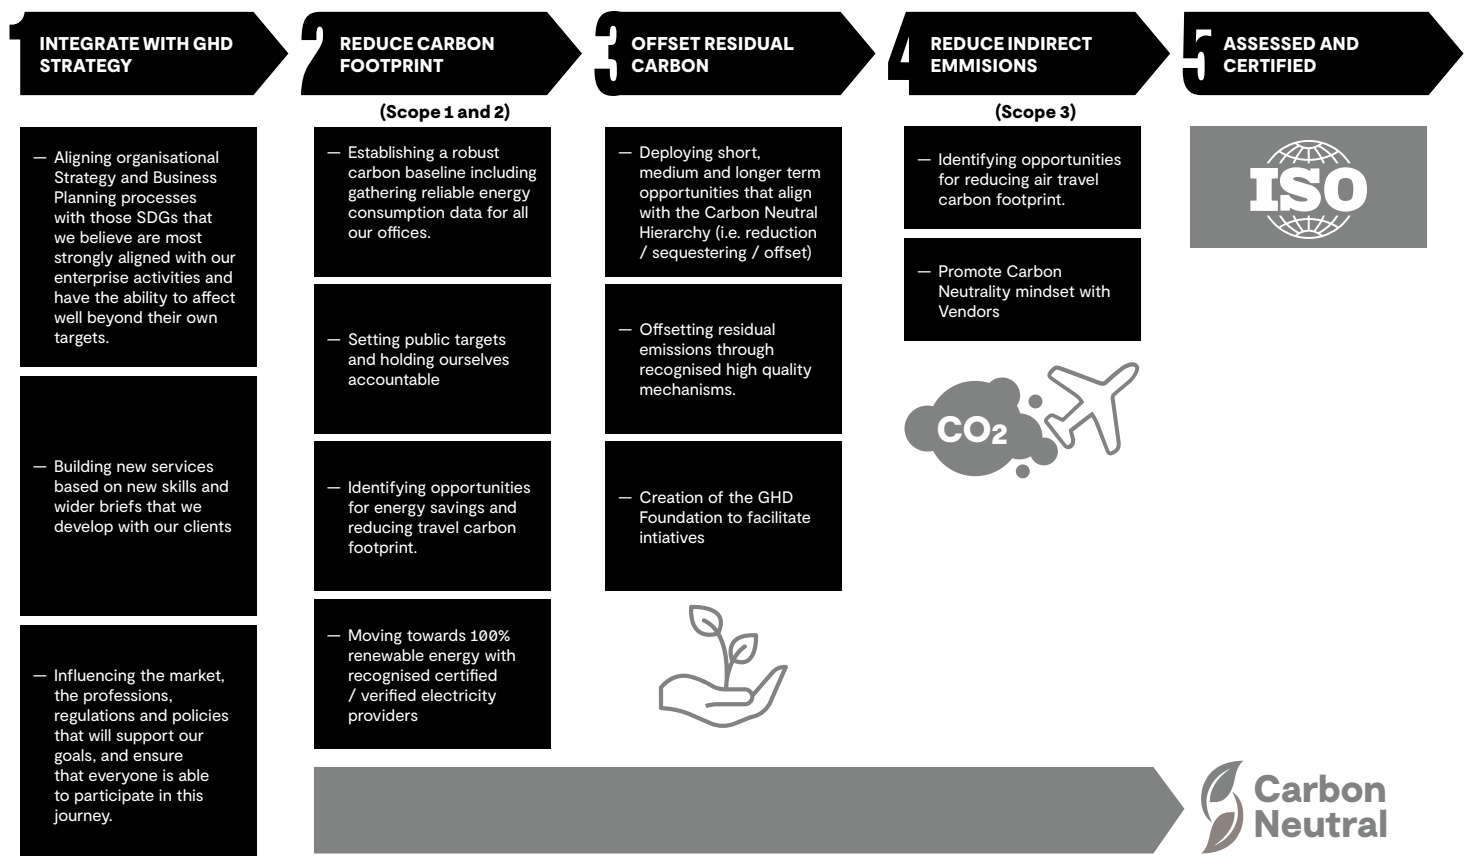 1
INTEGRATE WITH GHD
STRATEGY
— Aligning organisational
Strategy and Business
Planning processes
with those SDGs that
we believe are most
strongly aligned with our
enterprise activities and
have the ability to affect
well beyond their own
targets.
— Building new services
based on new skills and
wider briefs that we
develop with our clients
— Influencing the market,
the professions,
regulations and policies
that will support our
goals, and ensure
that everyone is able
to participate in this
journey.
2
REDUCE CARBON
FOOTPRINT
(Scope 1 and 2)
— Establishing a robust
carbon baseline including
gathering reliable energy
consumption data for all
our offices.
— Setting public targets
and holding ourselves
accountable
— Identifying opportunities
for energy savings and
reducing travel carbon
footprint.
— Moving towards 100%
renewable energy with
recognised certified
/ verified electricity
providers
3
OFFSET RESIDUAL
CARBON
— Deploying short,
medium and longer term
opportunities that align
with the Carbon Neutral
Hierarchy (i.e. reduction
/ sequestering / offset)
— Offsetting residual
emissions through
recognised high quality
mechanisms.
— Creation of the GHD
Foundation to facilitate
intiatives
4
REDUCE INDIRECT
EMMISIONS
(Scope 3)
— Identifying opportunities
for reducing air travel
carbon footprint.
— Promote Carbon
Neutrality mindset with
Vendors
CO₂
5
ASSESSED AND
CERTIFIED
ISO
Carbon
Neutral